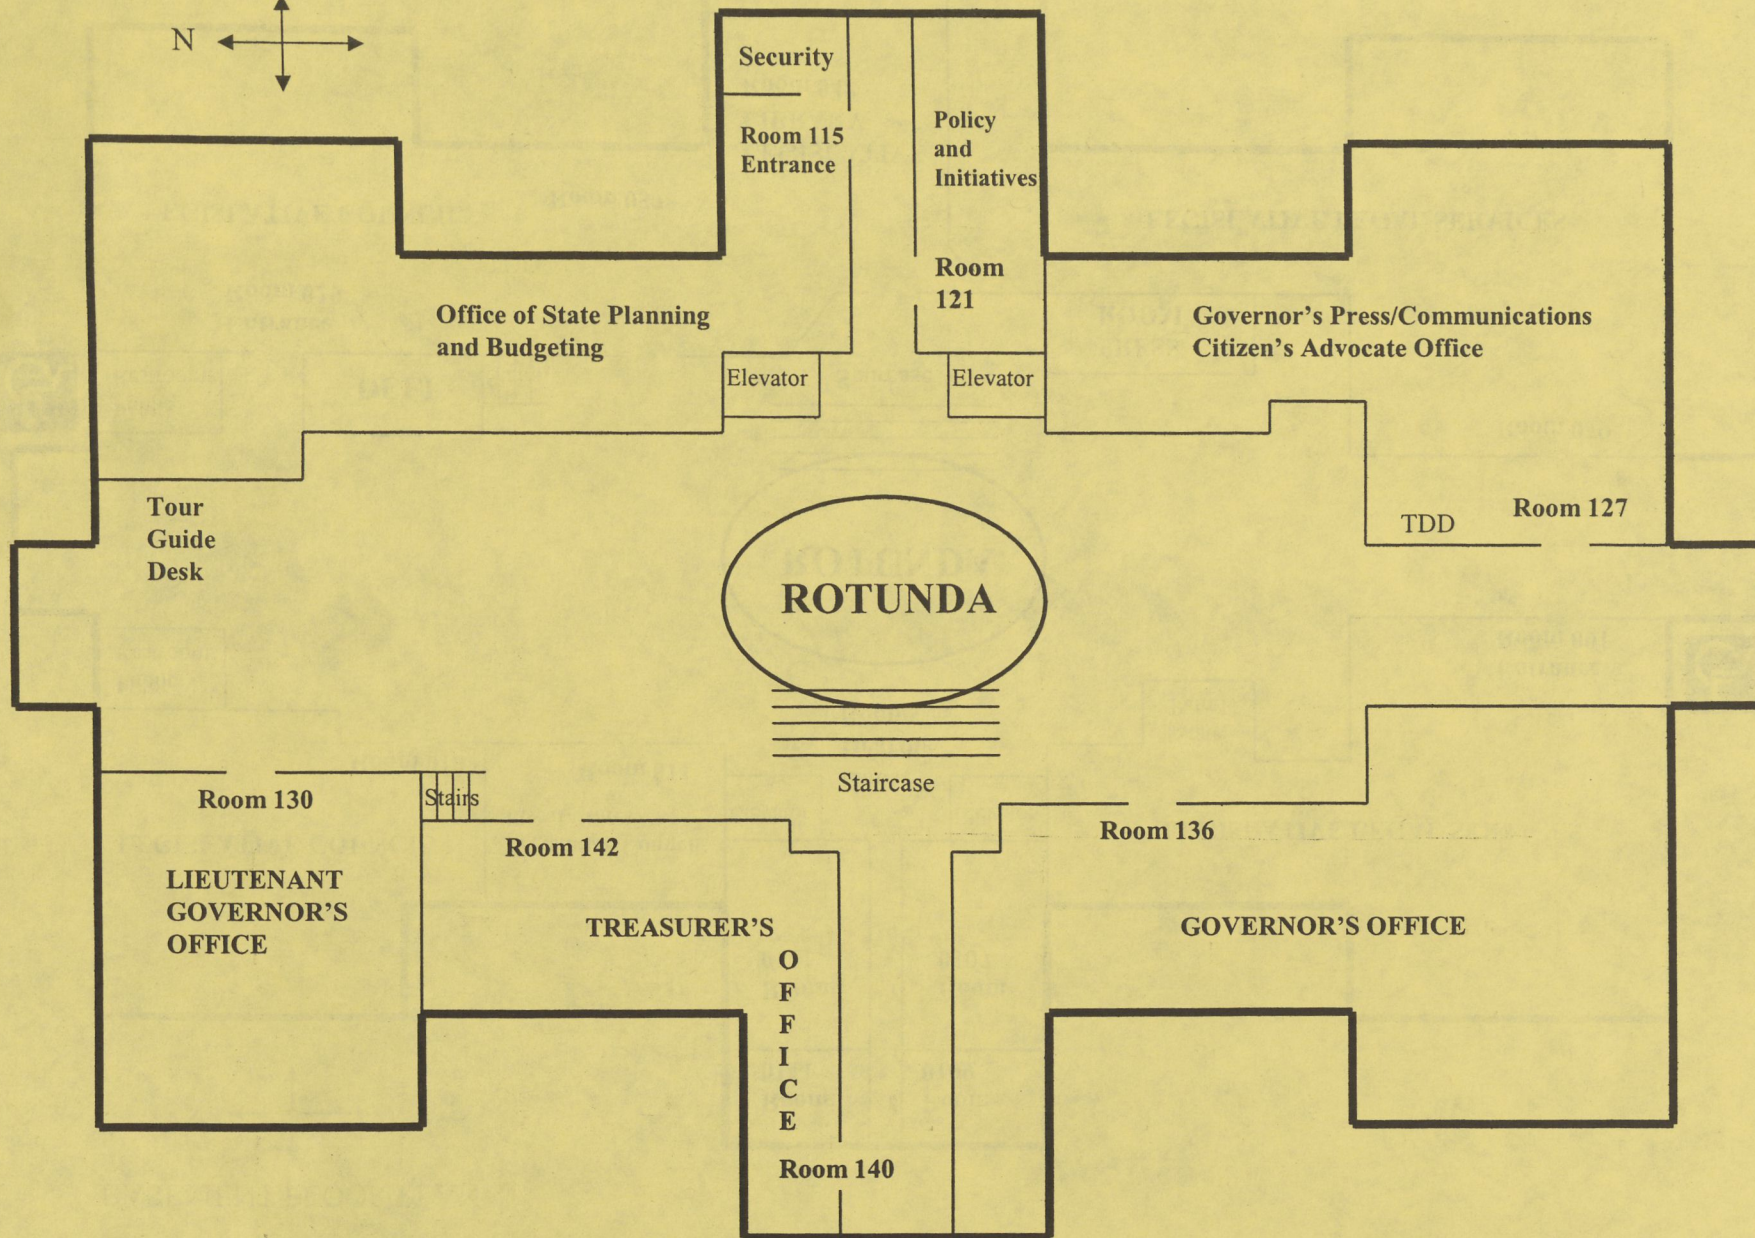 N
Security
Room 115
Entrance
Policy
and
Initiatives
Room
121
Office of State Planning
and Budgeting
Governor's Press/Communications
Citizen's Advocate Office
Elevator
Elevator
Tour
Guide
Desk
TDD
Room 127
ROTUNDA
Staircase
Room 130
Stairs
Room 142
Room 136
LIEUTENANT
GOVERNOR'S
OFFICE
TREASURER'S
OFFICE
GOVERNOR'S OFFICE
Room 140